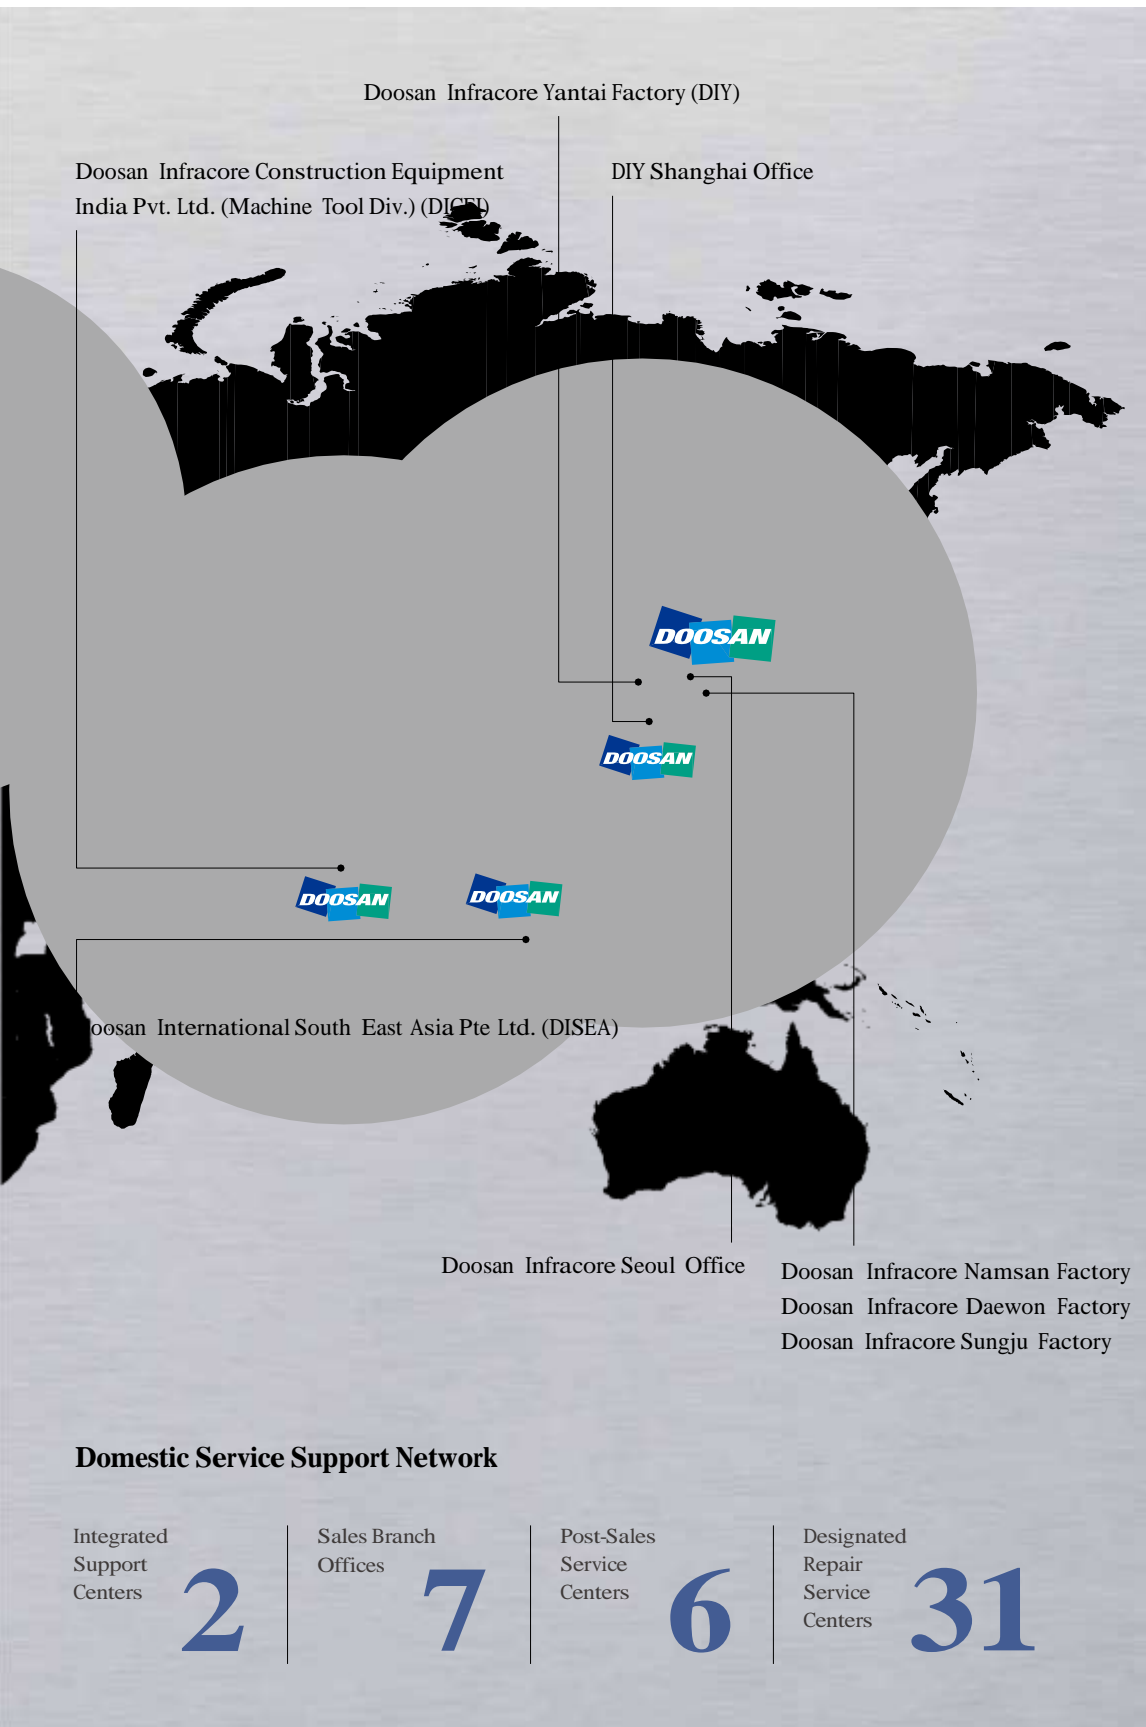 Doosan Infracore Yantai Factory (DIY)
Doosan Infracore Construction Equipment
India Pvt. Ltd. (Machine Tool Div.) (DICEI)
DIY Shanghai Office
DOOSAN
DOOSAN
DOOSAN
DOOSAN
Doosan International South East Asia Pte Ltd. (DISEA)
Doosan Infracore Seoul Office
Doosan Infracore Namsan Factory
Doosan Infracore Daewon Factory
Doosan Infracore Sungju Factory
Domestic Service Support Network
Integrated
Support
Centers
2
Sales Branch
Offices
7
Post-Sales
Service
Centers
6
Designated
Repair
Service
Centers
31